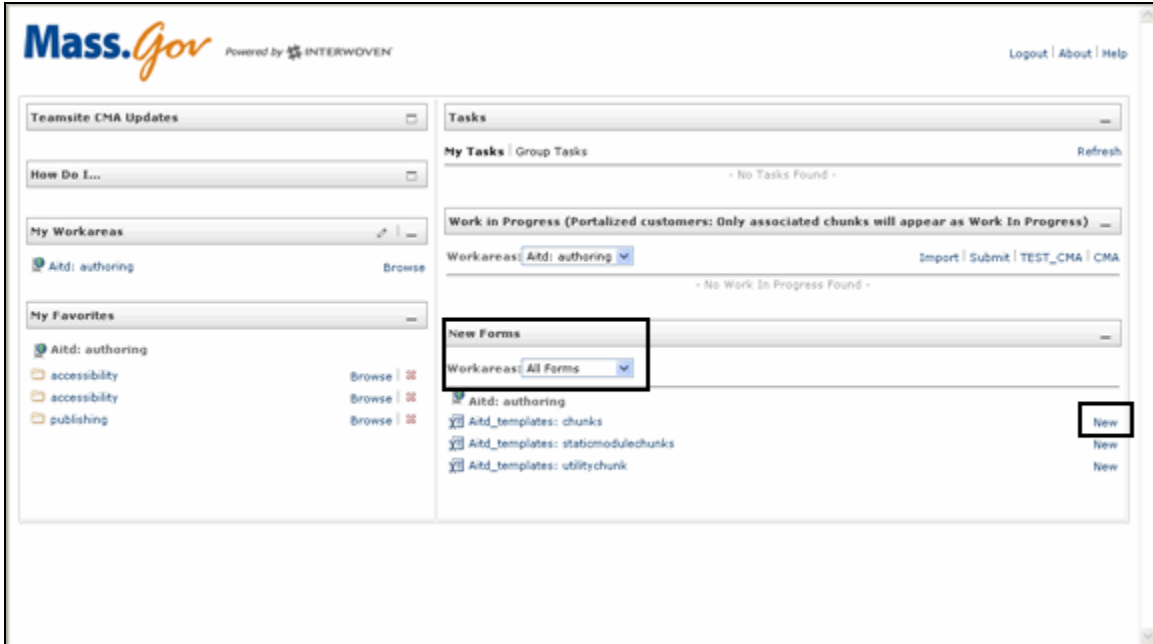 Mass.Gov Powered by INTERWOVEN
Logout | About | Help
Teamsite CMA Updates
How Do I...
My Workareas
Aitd: authoring Browse
My Favorites
Aitd: authoring
accessibility Browse
accessibility Browse
publishing Browse
Tasks
My Tasks | Group Tasks Refresh
- No Tasks Found -
Work in Progress (Portalized customers: Only associated chunks will appear as Work In Progress)
Workareas: Aitd: authoring Import | Submit | TEST_CMA | CMA
- No Work In Progress Found -
New Forms
Workareas: All Forms
Aitd: authoring
Aitd_templates: chunks New
Aitd_templates: staticmodulechunks New
Aitd_templates: utilitychunk New